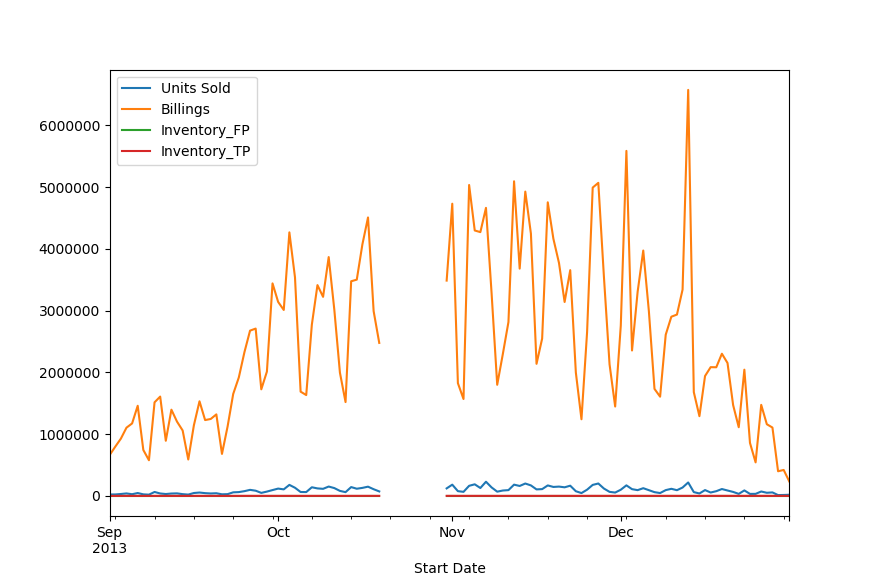 Units Sold
Billings
Inventory_FP
Inventory_TP
6000000
5000000
4000000
3000000
2000000
1000000
0
Sep Oct Nov Dec
2013
Start Date